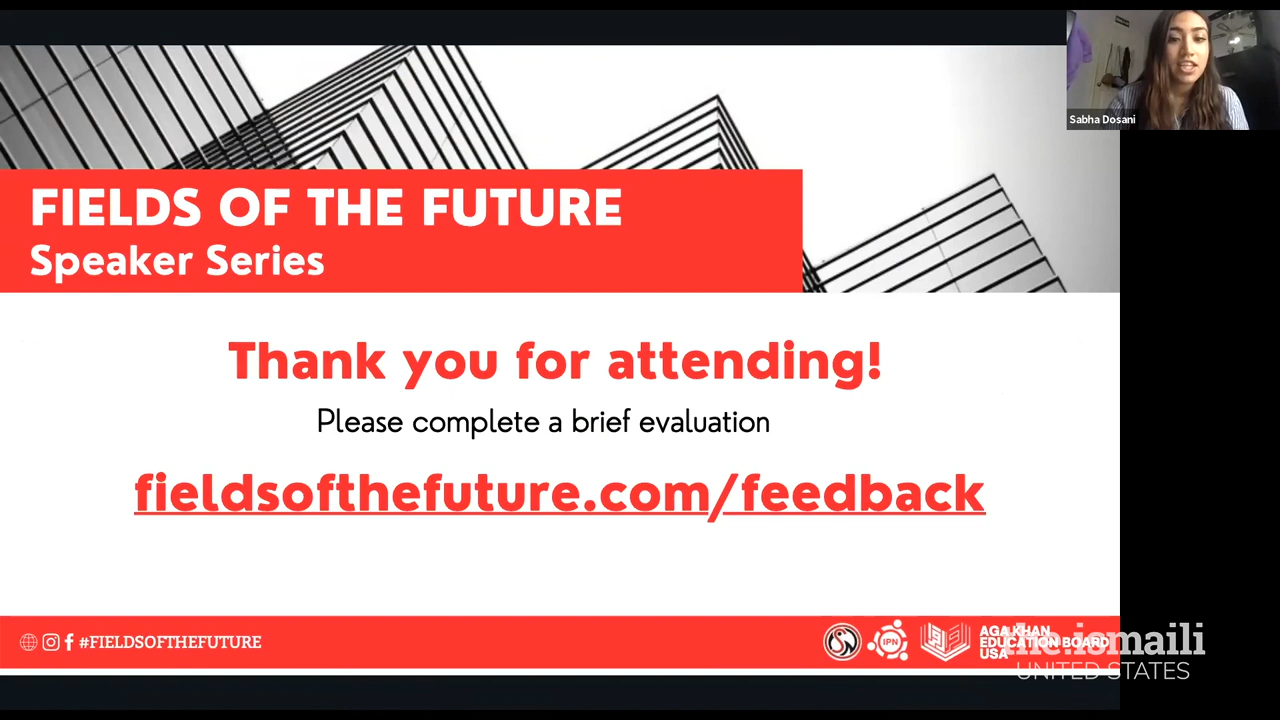 Sabha Dosani
FIELDS OF THE FUTURE
Speaker Series
Thank you for attending!
Please complete a brief evaluation
fieldsofthefuture.com/feedback
#FIELDSOFTHEFUTURE
IPN
AGA KHAN
EDUCATION BOARD
USA
the.ismaili
UNITED STATES